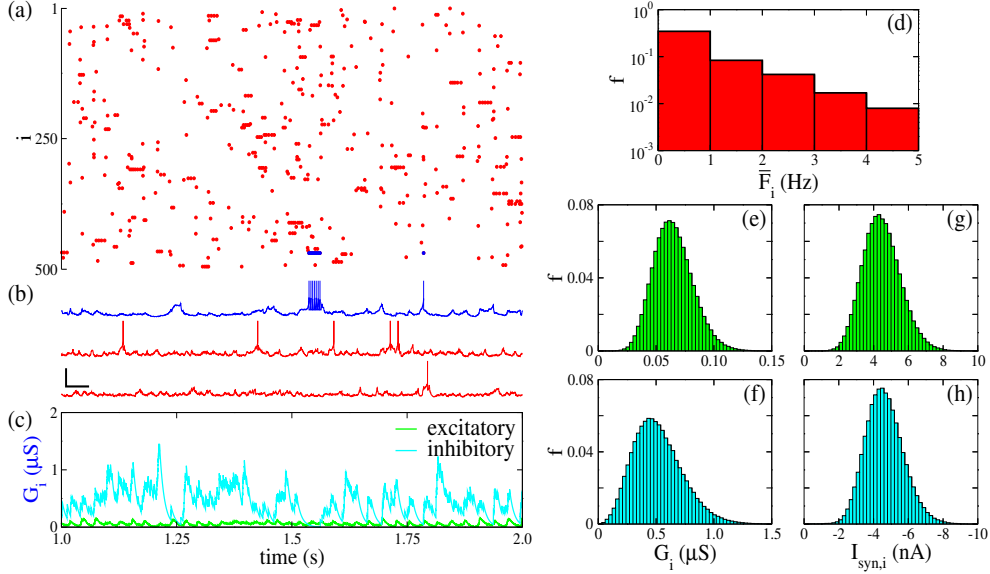 (a)
1
i
250
500
(b)
(c)
2
1
0
G_i (μS)
excitatory
inhibitory
1.0 1.25 1.5 1.75 2.0
time (s)
(d)
f
10^0
10^-1
10^-2
10^-3
0 1 2 3 4 5
F̅_i (Hz)
(e)
f
0.08
0.04
0 0.05 0.10 0.15
(g)
0 2 4 6 8 10
(f)
f
0.08
0.04
0 0.5 1.0 1.5
G_i (μS)
(h)
0 -2 -4 -6 -8 -10
I_syn,i (nA)